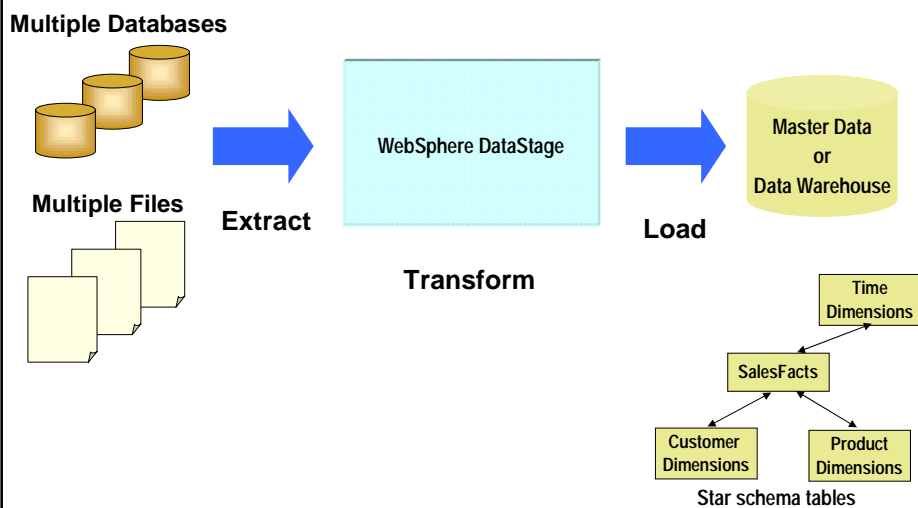 Multiple Databases
Multiple Files
Extract
WebSphere DataStage
Transform
Load
Master Data
or
Data Warehouse
Time
Dimensions
SalesFacts
Customer
Dimensions
Product
Dimensions
Star schema tables